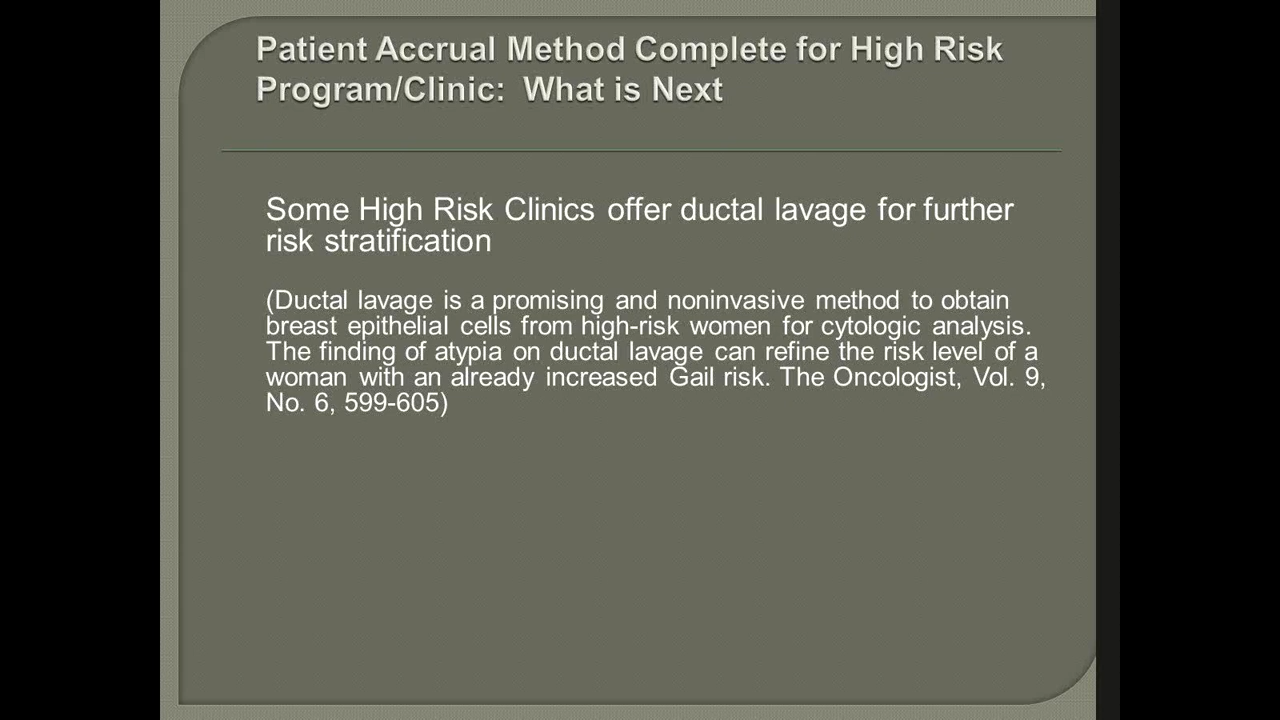 Patient Accrual Method Complete for High Risk
Program/Clinic: What is Next
Some High Risk Clinics offer ductal lavage for further
risk stratification
(Ductal lavage is a promising and noninvasive method to obtain
breast epithelial cells from high-risk women for cytologic analysis.
The finding of atypia on ductal lavage can refine the risk level of a
woman with an already increased Gail risk. The Oncologist, Vol. 9,
No. 6, 599-605)